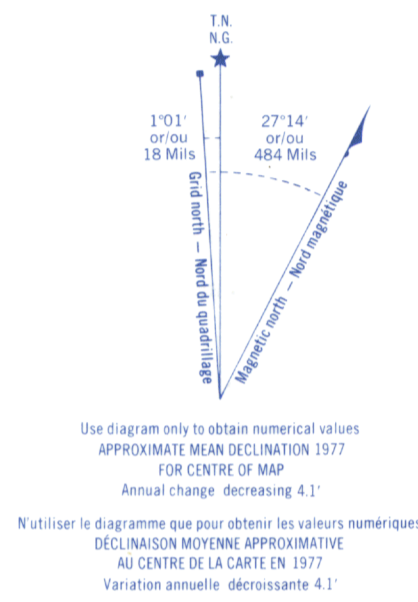 T.N.
N.G.
1°01′
or/ou
18 Mils
27°14′
or/ou
484 Mils
Grid north – Nord du quadrillage
Magnetic north – Nord magnétique
Use diagram only to obtain numerical values
APPROXIMATE MEAN DECLINATION 1977
FOR CENTRE OF MAP
Annual change decreasing 4.1′
N'utiliser le diagramme que pour obtenir les valeurs numériques
DÉCLINAISON MOYENNE APPROXIMATIVE
AU CENTRE DE LA CARTE EN 1977
Variation annuelle décroissante 4.1′